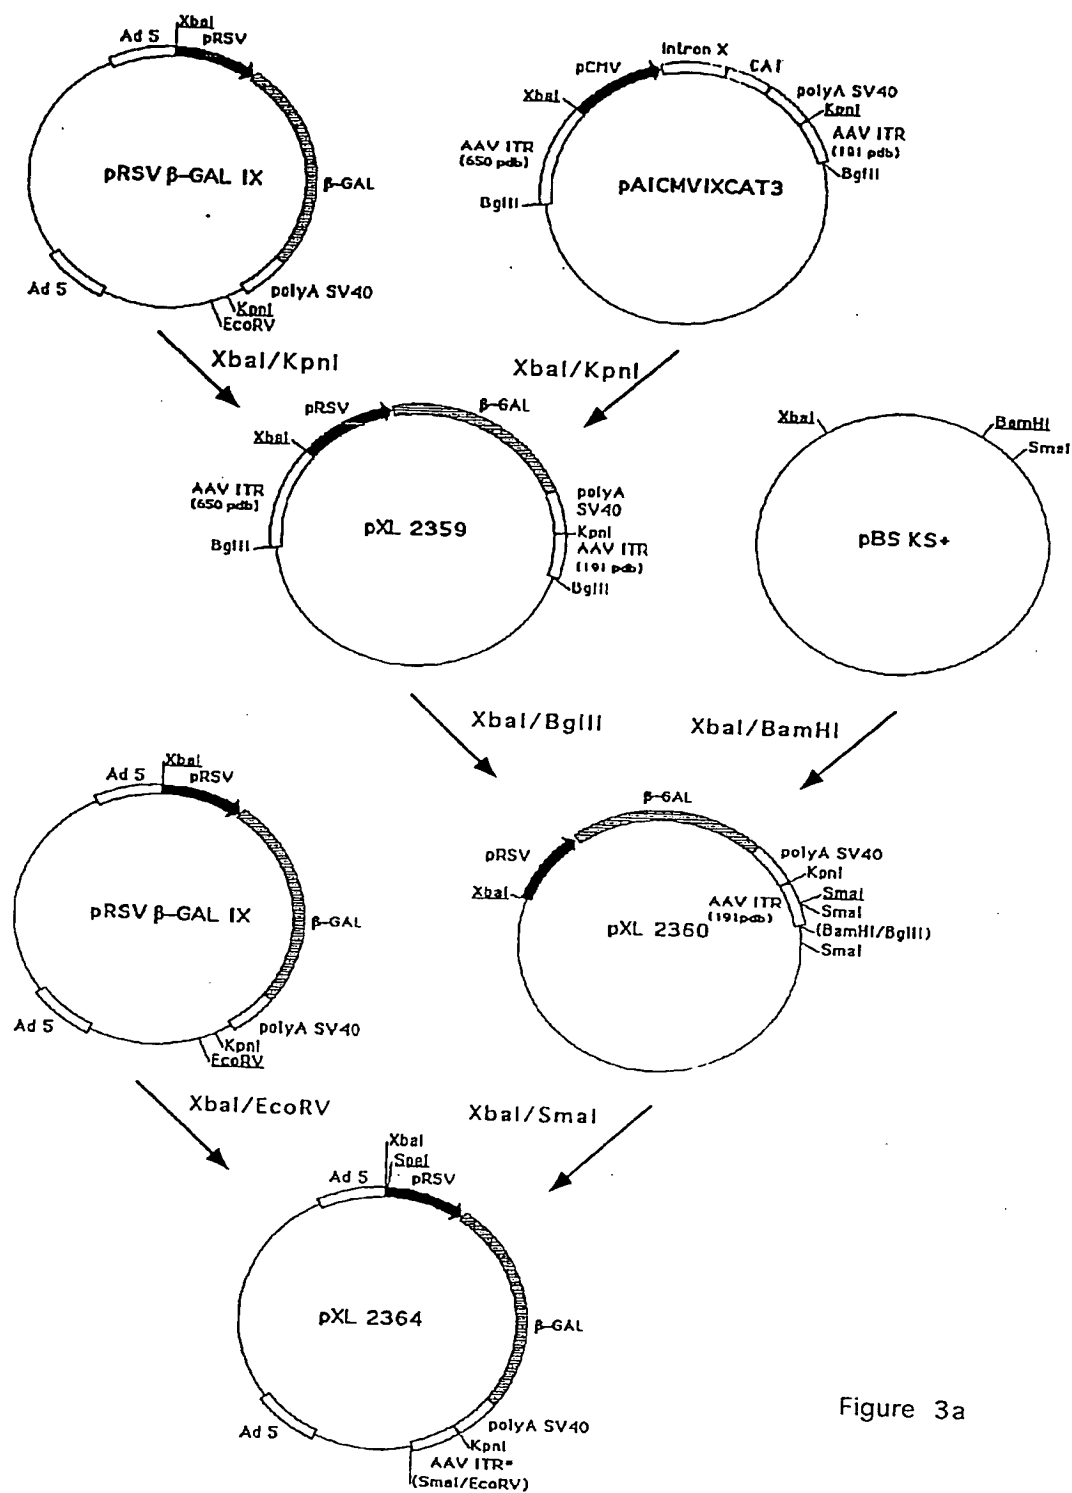 XbaI
Ad 5
pRSV
pRSV β-GAL IX
β-GAL
Ad 5
polyA SV40
KpnI
EcoRV
Intron X
pCMV
CAT
XbaI
polyA SV40
KpnI
AAV ITR
(650 pdb)
AAV ITR
(191 pdb)
pAICMVIXCAT3
BglII
BglII
XbaI/KpnI
XbaI/KpnI
pRSV
β-GAL
XbaI
AAV ITR
(650 pdb)
polyA
SV40
pXL 2359
KpnI
AAV ITR
(191 pdb)
BglII
BglII
XbaI
BamHI
SmaI
pBS KS+
XbaI/BglII
XbaI/BamHI
XbaI
Ad 5
pRSV
pRSV β-GAL IX
β-GAL
Ad 5
polyA SV40
KpnI
EcoRV
β-GAL
pRSV
polyA SV40
KpnI
XbaI
AAV ITR
(191pdb)
SmaI
SmaI
pXL 2360
(BamHI/BglII)
SmaI
XbaI/EcoRV
XbaI/SmaI
XbaI
SpeI
Ad 5
pRSV
pXL 2364
β-GAL
Ad 5
polyA SV40
KpnI
AAV ITR*
(SmaI/EcoRV)
Figure 3a